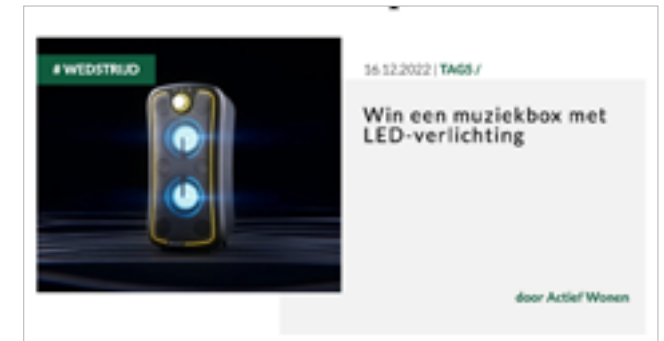 # WEDSTRIJD
16.12.2022 | TAGS /
Win een muziekbox met
LED-verlichting
door Actief Wonen